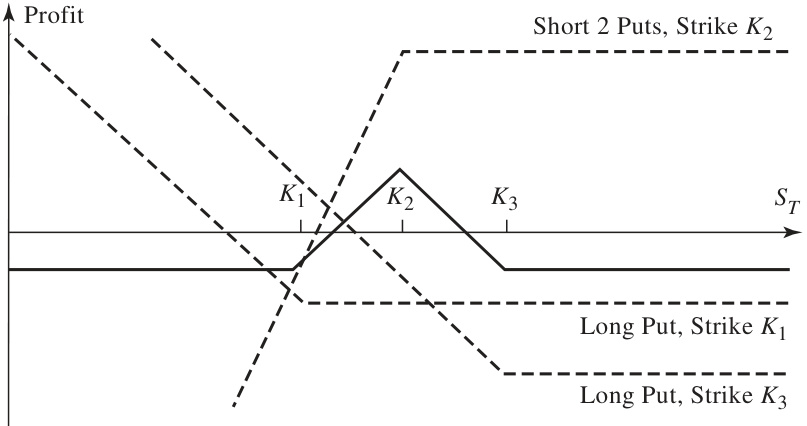 Profit
Short 2 Puts, Strike K2
K1
K2
K3
ST
Long Put, Strike K1
Long Put, Strike K3